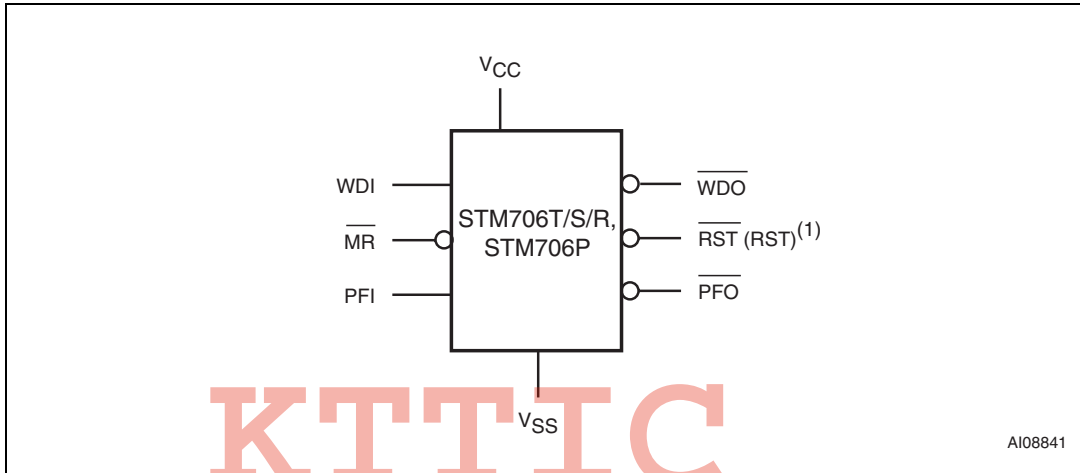 VCC
WDI
MR
PFI
STM706T/S/R,
STM706P
WDO
RST (RST)(1)
PFO
VSS
KTTIC
AI08841